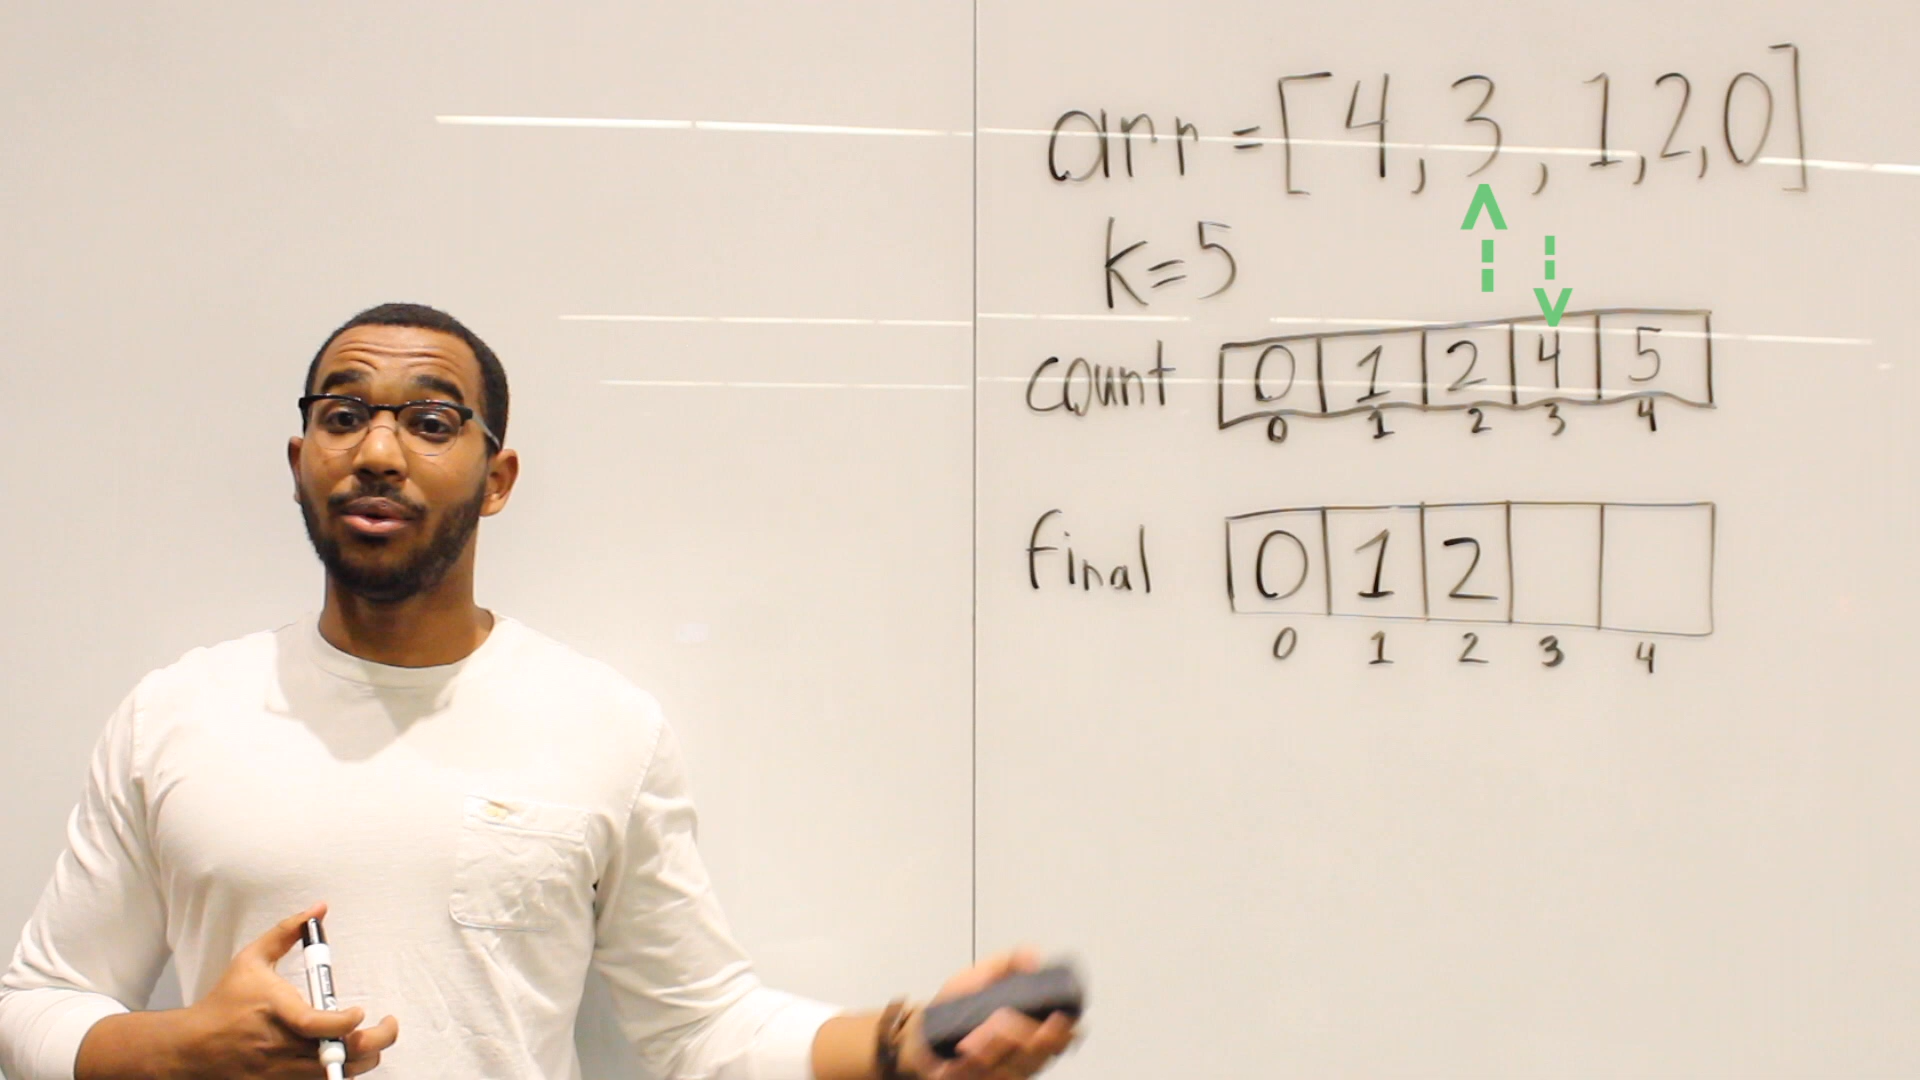 arr = [4, 3, 1, 2, 0]
k=5
count 0 1 2 4 5
0 1 2 3 4
final 0 1 2
0 1 2 3 4